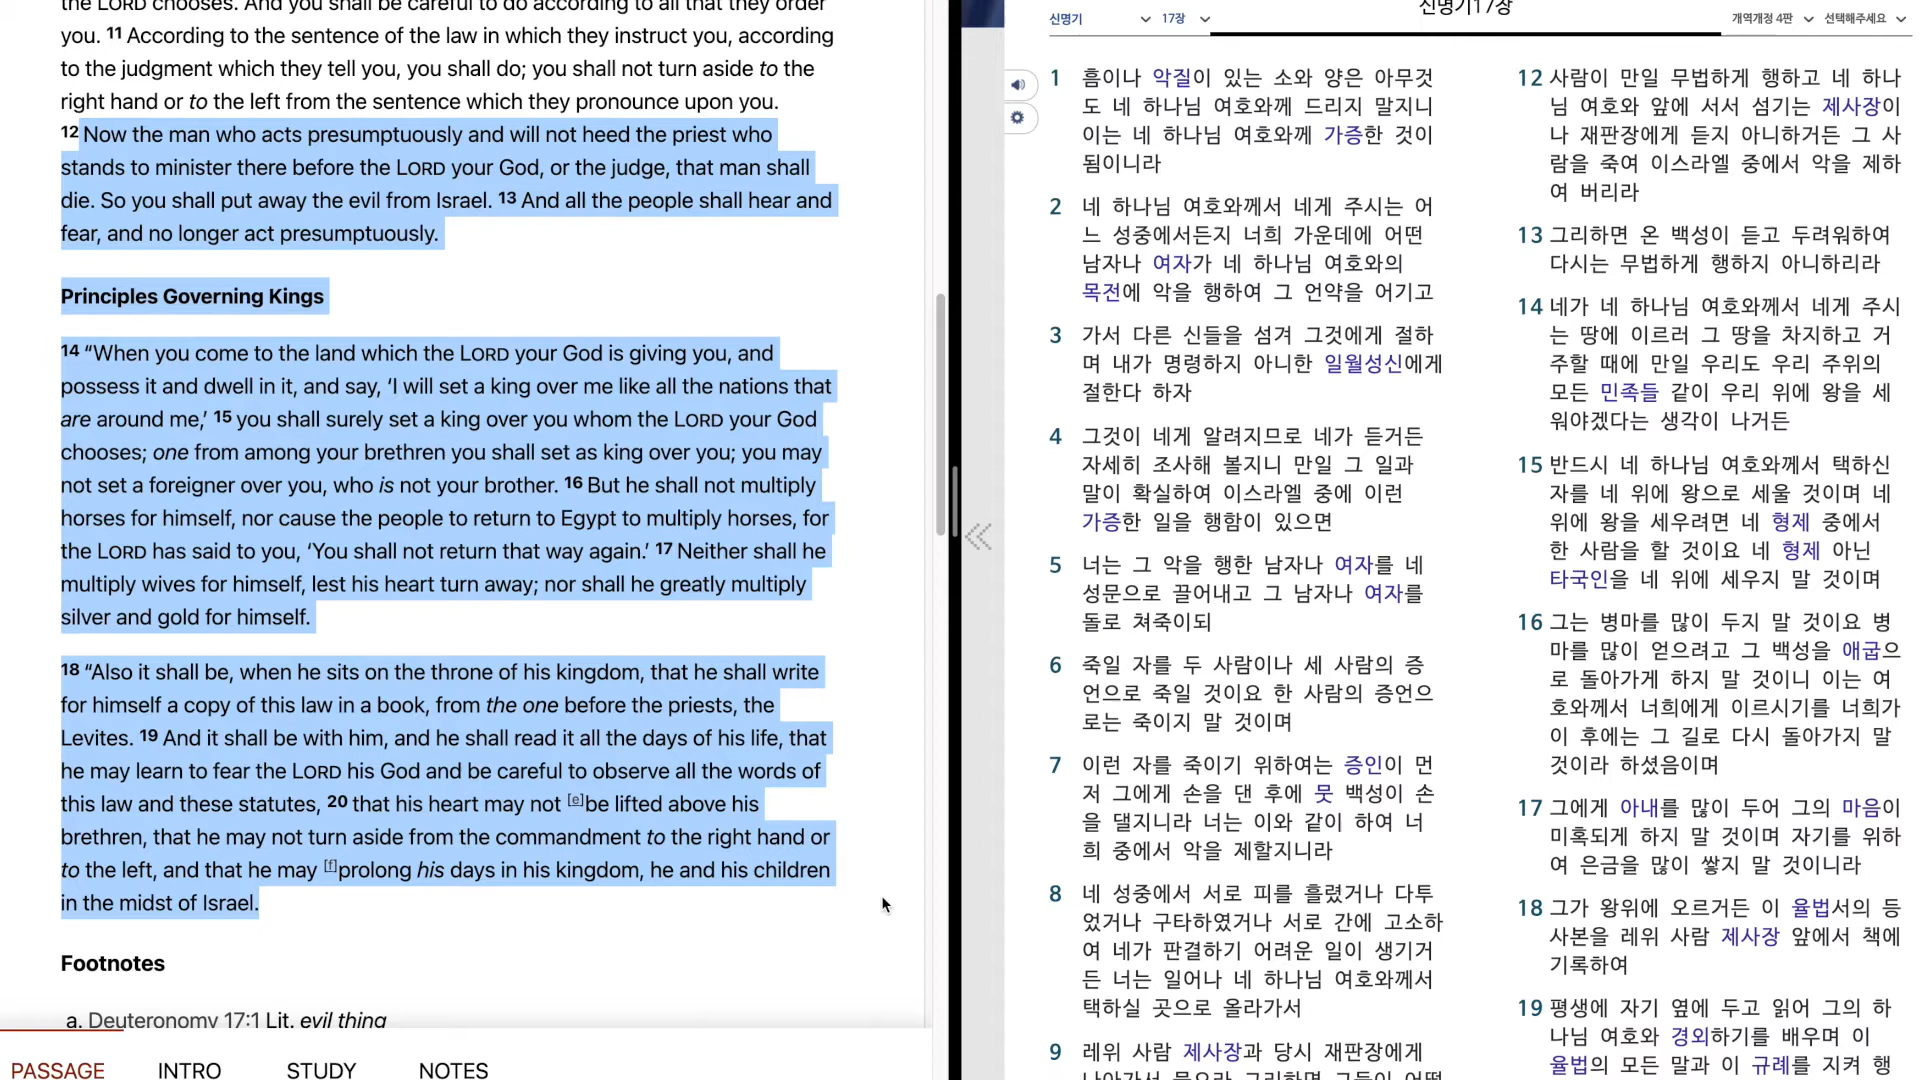 the LORD chooses. And you shall be careful to do according to all that they order
you. 11 According to the sentence of the law in which they instruct you, according
to the judgment which they tell you, you shall do; you shall not turn aside to the
right hand or to the left from the sentence which they pronounce upon you.
12 Now the man who acts presumptuously and will not heed the priest who
stands to minister there before the LORD your God, or the judge, that man shall
die. So you shall put away the evil from Israel. 13 And all the people shall hear and
fear, and no longer act presumptuously.
Principles Governing Kings
14 “When you come to the land which the LORD your God is giving you, and
possess it and dwell in it, and say, ‘I will set a king over me like all the nations that
are around me,’ 15 you shall surely set a king over you whom the LORD your God
chooses; one from among your brethren you shall set as king over you; you may
not set a foreigner over you, who is not your brother. 16 But he shall not multiply
horses for himself, nor cause the people to return to Egypt to multiply horses, for
the LORD has said to you, ‘You shall not return that way again.’ 17 Neither shall he
multiply wives for himself, lest his heart turn away; nor shall he greatly multiply
silver and gold for himself.
18 “Also it shall be, when he sits on the throne of his kingdom, that he shall write
for himself a copy of this law in a book, from the one before the priests, the
Levites. 19 And it shall be with him, and he shall read it all the days of his life, that
he may learn to fear the LORD his God and be careful to observe all the words of
this law and these statutes, 20 that his heart may not [e]be lifted above his
brethren, that he may not turn aside from the commandment to the right hand or
to the left, and that he may [f]prolong his days in his kingdom, he and his children
in the midst of Israel.
Footnotes
a. Deuteronomy 17:1 Lit. evil thing
PASSAGE INTRO STUDY NOTES
신명기 17장
신명기17장
개역개정 4판 선택해주세요
1 흠이나 악질이 있는 소와 양은 아무것
도 네 하나님 여호와께 드리지 말지니
이는 네 하나님 여호와께 가증한 것이
됨이니라
2 네 하나님 여호와께서 네게 주시는 어
느 성중에서든지 너희 가운데에 어떤
남자나 여자가 네 하나님 여호와의
목전에 악을 행하여 그 언약을 어기고
3 가서 다른 신들을 섬겨 그것에게 절하
며 내가 명령하지 아니한 일월성신에게
절한다 하자
4 그것이 네게 알려지므로 네가 듣거든
자세히 조사해 볼지니 만일 그 일과
말이 확실하여 이스라엘 중에 이런
가증한 일을 행함이 있으면
5 너는 그 악을 행한 남자나 여자를 네
성문으로 끌어내고 그 남자나 여자를
돌로 쳐죽이되
6 죽일 자를 두 사람이나 세 사람의 증
언으로 죽일 것이요 한 사람의 증언으
로는 죽이지 말 것이며
7 이런 자를 죽이기 위하여는 증인이 먼
저 그에게 손을 댄 후에 뭇 백성이 손
을 댈지니라 너는 이와 같이 하여 너
희 중에서 악을 제할지니라
8 네 성중에서 서로 피를 흘렸거나 다투
었거나 구타하였거나 서로 간에 고소하
여 네가 판결하기 어려운 일이 생기거
든 너는 일어나 네 하나님 여호와께서
택하실 곳으로 올라가서
9 레위 사람 제사장과 당시 재판장에게
나아가서 물으라 그리하면 그들이 어떻
12 사람이 만일 무법하게 행하고 네 하나
님 여호와 앞에 서서 섬기는 제사장이
나 재판장에게 듣지 아니하거든 그 사
람을 죽여 이스라엘 중에서 악을 제하
여 버리라
13 그리하면 온 백성이 듣고 두려워하여
다시는 무법하게 행하지 아니하리라
14 네가 네 하나님 여호와께서 네게 주시
는 땅에 이르러 그 땅을 차지하고 거
주할 때에 만일 우리도 우리 주위의
모든 민족들 같이 우리 위에 왕을 세
워야겠다는 생각이 나거든
15 반드시 네 하나님 여호와께서 택하신
자를 네 위에 왕으로 세울 것이며 네
위에 왕을 세우려면 네 형제 중에서
한 사람을 할 것이요 네 형제 아닌
타국인을 네 위에 세우지 말 것이며
16 그는 병마를 많이 두지 말 것이요 병
마를 많이 얻으려고 그 백성을 애굽으
로 돌아가게 하지 말 것이니 이는 여
호와께서 너희에게 이르시기를 너희가
이 후에는 그 길로 다시 돌아가지 말
것이라 하셨음이며
17 그에게 아내를 많이 두어 그의 마음이
미혹되게 하지 말 것이며 자기를 위하
여 은금을 많이 쌓지 말 것이니라
18 그가 왕위에 오르거든 이 율법서의 등
사본을 레위 사람 제사장 앞에서 책에
기록하여
19 평생에 자기 옆에 두고 읽어 그의 하
나님 여호와 경외하기를 배우며 이
율법의 모든 말과 이 규례를 지켜 행